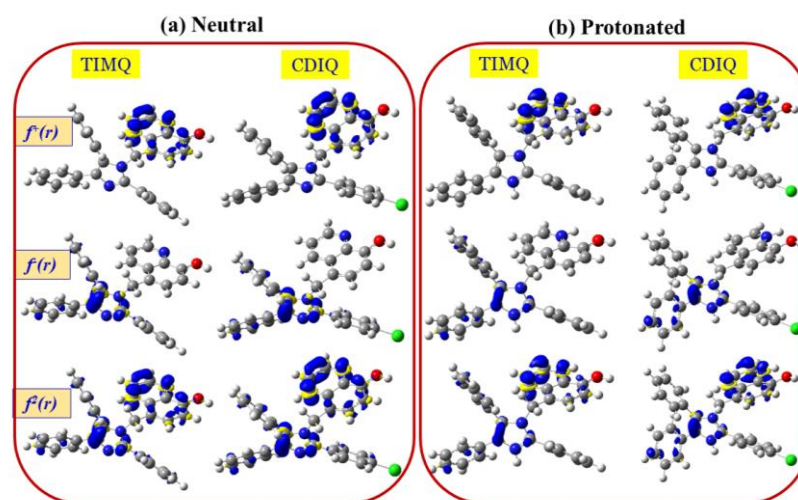 (a) Neutral
(b) Protonated
TIMQ
CDIQ
TIMQ
CDIQ
f⁺(r)
f⁻(r)
f²(r)